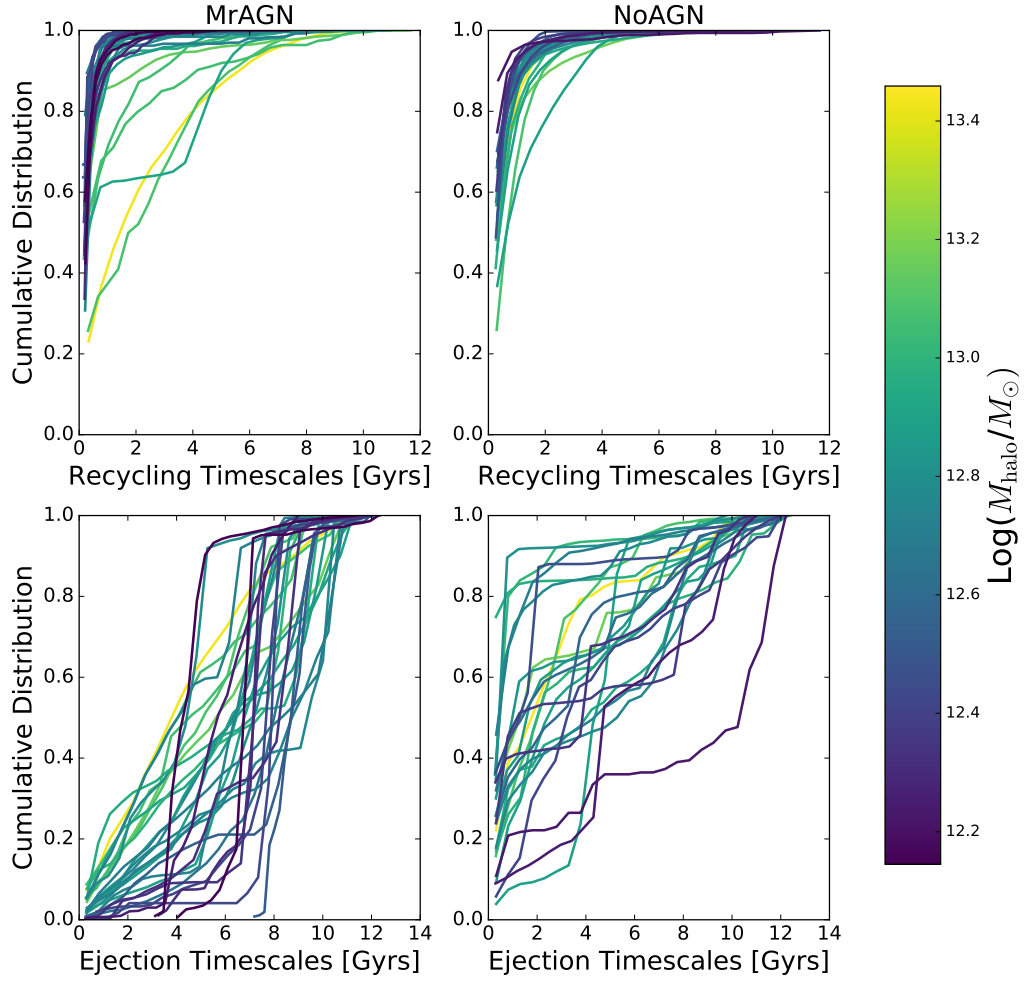 MrAGN
NoAGN
1.0
0.8
0.6
0.4
0.2
0.0
Cumulative Distribution
0 2 4 6 8 10 12
Recycling Timescales [Gyrs]
1.0
0.8
0.6
0.4
0.2
0.0
0 2 4 6 8 10 12
Recycling Timescales [Gyrs]
1.0
0.8
0.6
0.4
0.2
0.0
Cumulative Distribution
0 2 4 6 8 10 12 14
Ejection Timescales [Gyrs]
1.0
0.8
0.6
0.4
0.2
0.0
0 2 4 6 8 10 12 14
Ejection Timescales [Gyrs]
13.4
13.2
13.0
12.8
12.6
12.4
12.2
Log(M_halo/M_⊙)